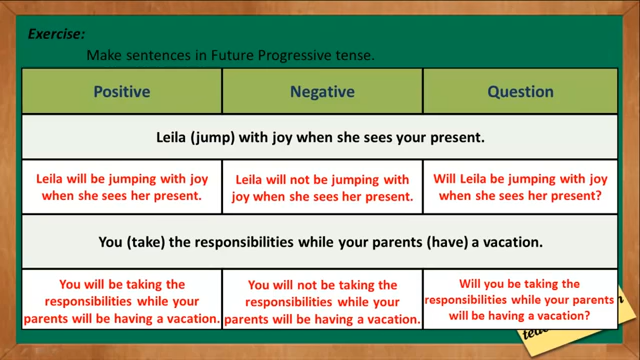 Exercise:
Make sentences in Future Progressive tense.
Positive
Negative
Question
Leila (jump) with joy when she sees your present.
Leila will be jumping with joy
when she sees her present.
Leila will not be jumping with
joy when she sees her present.
Will Leila be jumping with joy
when she sees her present?
You (take) the responsibilities while your parents (have) a vacation.
You will be taking the
responsibilities while your
parents will be having a vacation.
You will not be taking the
responsibilities while your
parents will be having a vacation.
Will you be taking the
responsibilities while your parents
will be having a vacation?